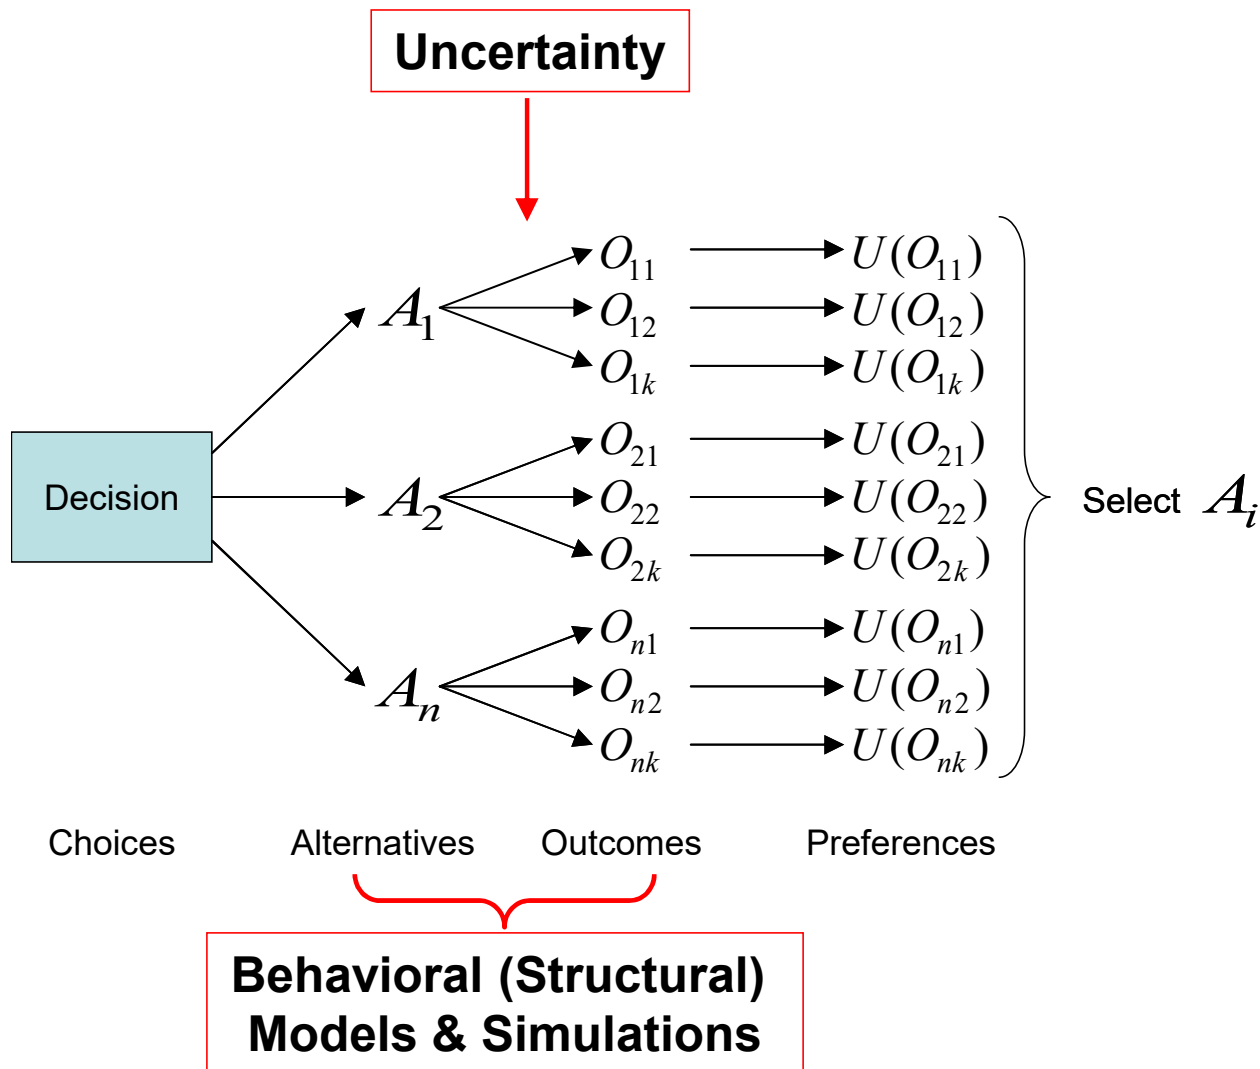 Uncertainty
O₁₁ U(O₁₁)
A₁ O₁₂ U(O₁₂)
O₁ₖ U(O₁ₖ)
O₂₁ U(O₂₁)
Decision A₂ O₂₂ U(O₂₂) Select Aᵢ
O₂ₖ U(O₂ₖ)
Oₙ₁ U(Oₙ₁)
Aₙ Oₙ₂ U(Oₙ₂)
Oₙₖ U(Oₙₖ)
Choices Alternatives Outcomes Preferences
Behavioral (Structural)
Models & Simulations